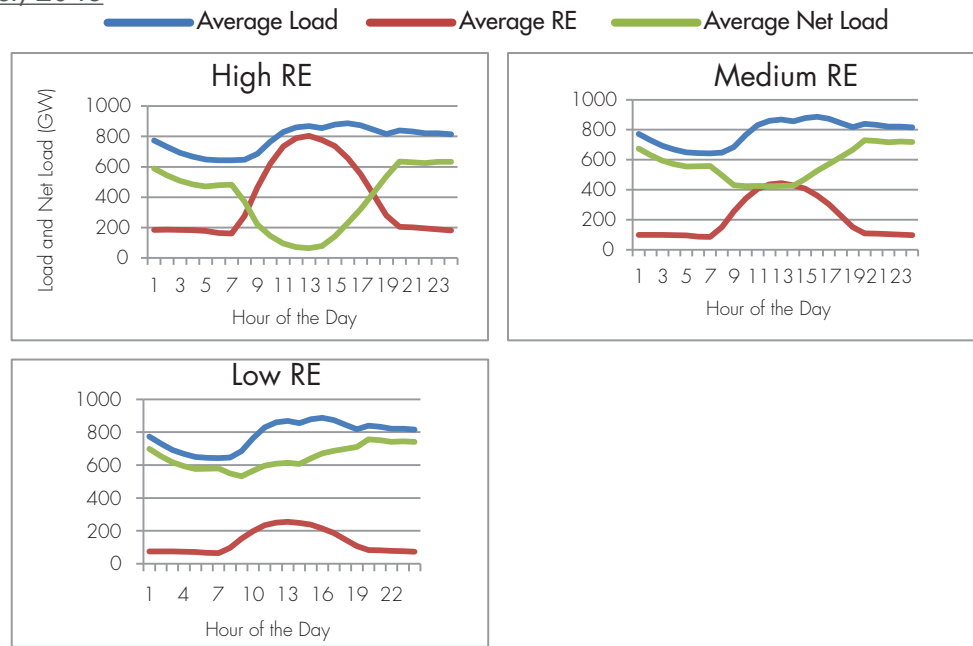 Average Load Average RE Average Net Load
High RE
Load and Net Load (GW)
1000
800
600
400
200
0
1 3 5 7 9 11 13 15 17 19 21 23
Hour of the Day
Medium RE
1000
800
600
400
200
0
1 3 5 7 9 11 13 15 17 19 21 23
Hour of the Day
Low RE
1000
800
600
400
200
0
1 4 7 10 13 16 19 22
Hour of the Day